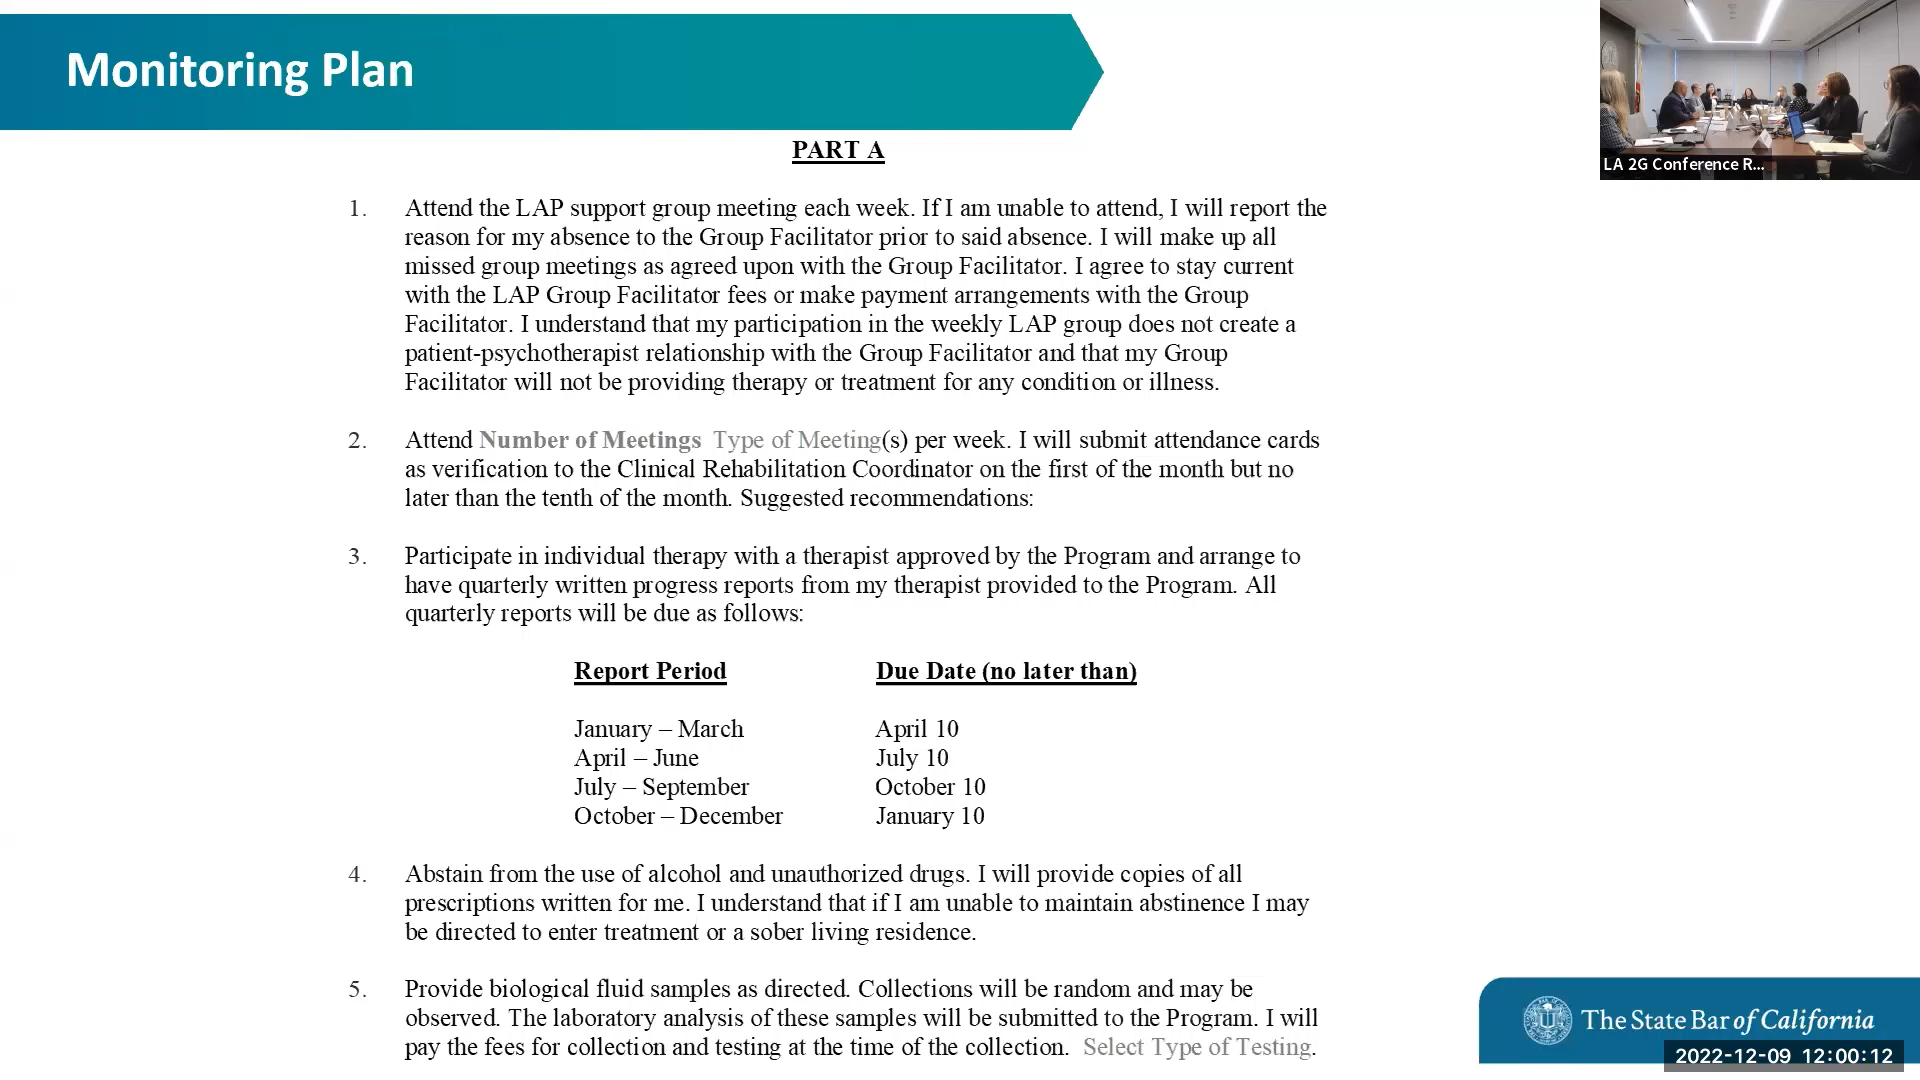 Monitoring Plan
LA 2G Conference R...
PART A
1. Attend the LAP support group meeting each week. If I am unable to attend, I will report the
reason for my absence to the Group Facilitator prior to said absence. I will make up all
missed group meetings as agreed upon with the Group Facilitator. I agree to stay current
with the LAP Group Facilitator fees or make payment arrangements with the Group
Facilitator. I understand that my participation in the weekly LAP group does not create a
patient-psychotherapist relationship with the Group Facilitator and that my Group
Facilitator will not be providing therapy or treatment for any condition or illness.
2. Attend Number of Meetings Type of Meeting(s) per week. I will submit attendance cards
as verification to the Clinical Rehabilitation Coordinator on the first of the month but no
later than the tenth of the month. Suggested recommendations:
3. Participate in individual therapy with a therapist approved by the Program and arrange to
have quarterly written progress reports from my therapist provided to the Program. All
quarterly reports will be due as follows:
Report Period Due Date (no later than)
January – March April 10
April – June July 10
July – September October 10
October – December January 10
4. Abstain from the use of alcohol and unauthorized drugs. I will provide copies of all
prescriptions written for me. I understand that if I am unable to maintain abstinence I may
be directed to enter treatment or a sober living residence.
5. Provide biological fluid samples as directed. Collections will be random and may be
observed. The laboratory analysis of these samples will be submitted to the Program. I will
pay the fees for collection and testing at the time of the collection. Select Type of Testing.
The State Bar of California
2022-12-09 12:00:12